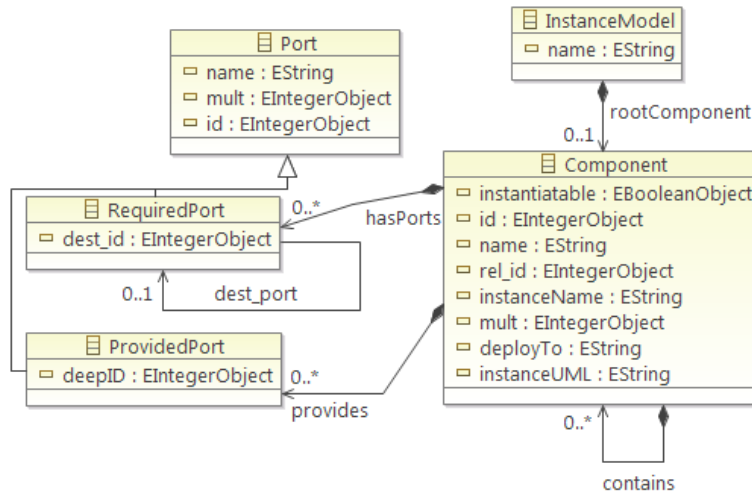 InstanceModel
name : EString
Port
name : EString
mult : EIntegerObject
id : EIntegerObject
rootComponent
0..1
Component
instantiatable : EBooleanObject
id : EIntegerObject
name : EString
rel_id : EIntegerObject
instanceName : EString
mult : EIntegerObject
deployTo : EString
instanceUML : EString
RequiredPort
dest_id : EIntegerObject
0..*
hasPorts
0..1
dest_port
ProvidedPort
deepID : EIntegerObject
0..*
provides
0..*
contains